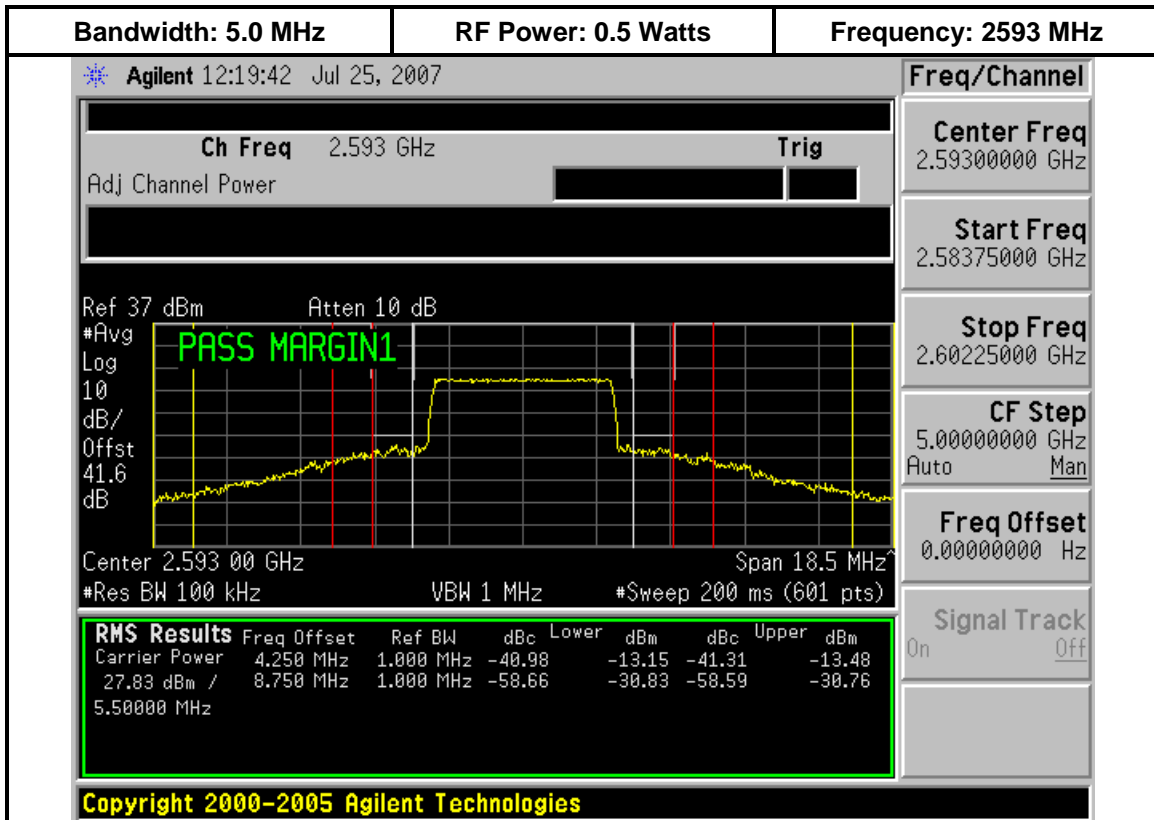 Bandwidth: 5.0 MHz RF Power: 0.5 Watts Frequency: 2593 MHz
Agilent 12:19:42 Jul 25, 2007 Freq/Channel
Ch Freq 2.593 GHz Trig
Adj Channel Power
Center Freq
2.59300000 GHz
Start Freq
2.58375000 GHz
Stop Freq
2.60225000 GHz
CF Step
5.00000000 GHz
Auto Man
Freq Offset
0.00000000 Hz
Signal Track
On Off
Ref 37 dBm Atten 10 dB
#Avg
Log
10
dB/
Offst
41.6
dB
PASS MARGIN1
Center 2.593 00 GHz Span 18.5 MHz^
#Res BW 100 kHz VBW 1 MHz #Sweep 200 ms (601 pts)
RMS Results Freq Offset Ref BW dBc Lower dBm dBc Upper dBm
Carrier Power 4.250 MHz 1.000 MHz -40.98 -13.15 -41.31 -13.48
27.83 dBm / 8.750 MHz 1.000 MHz -58.66 -30.83 -58.59 -30.76
5.50000 MHz
Copyright 2000-2005 Agilent Technologies